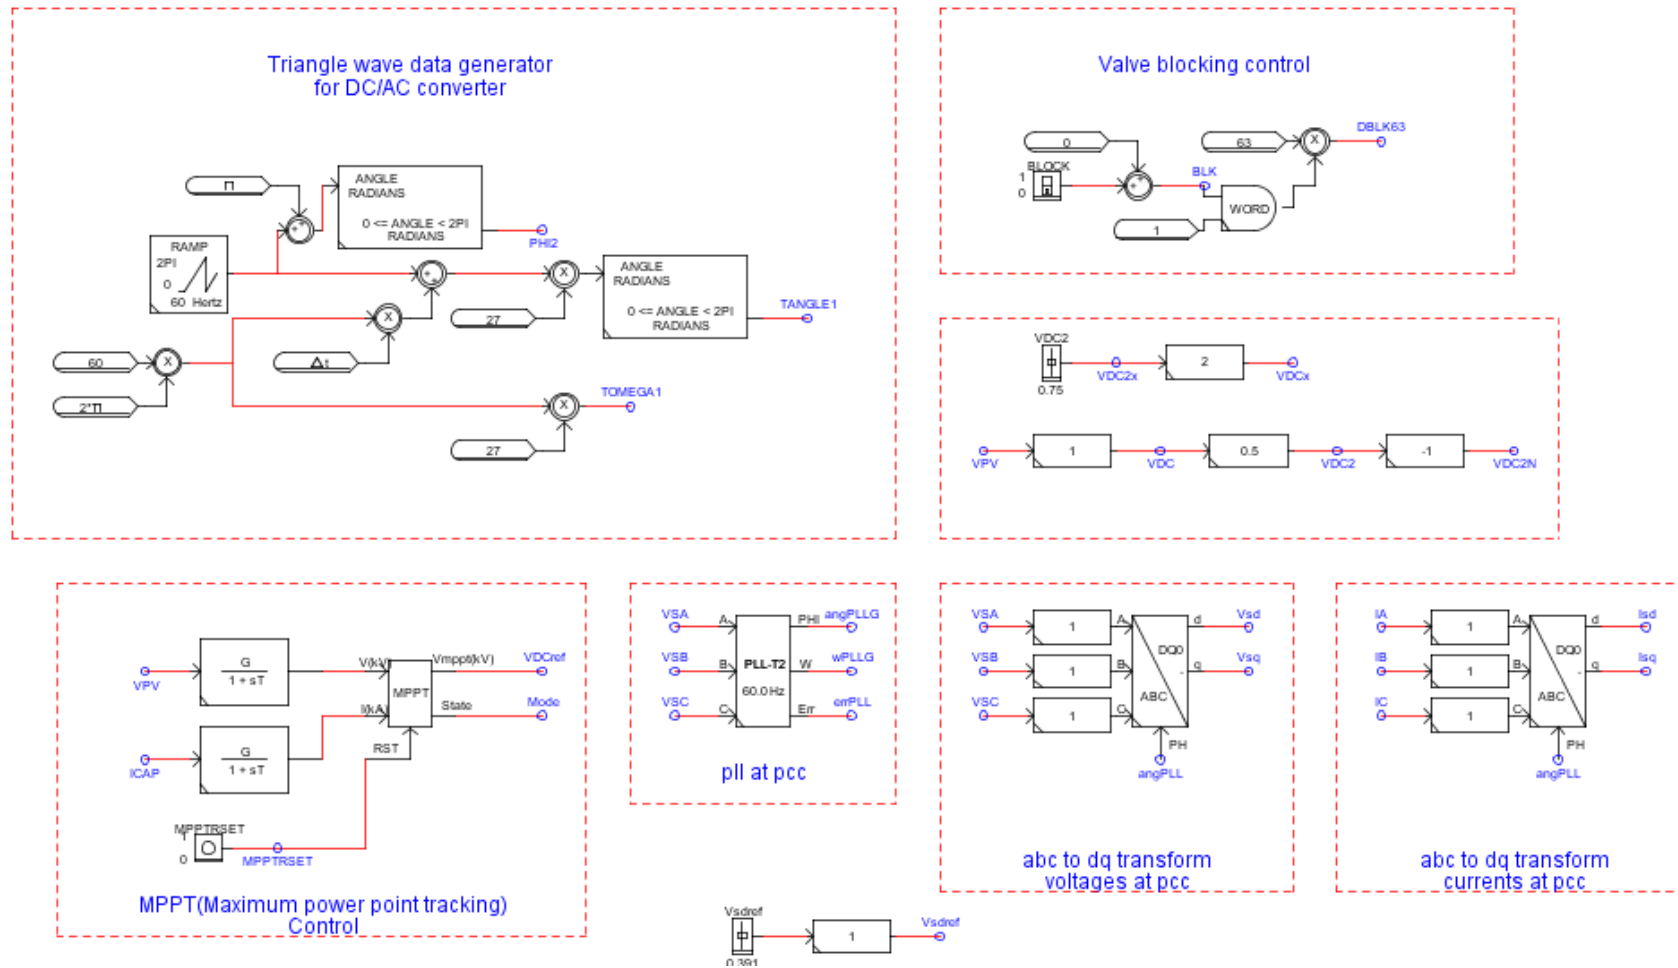 Triangle wave data generator
for DC/AC converter
Π
ANGLE
RADIANS
0 <= ANGLE < 2PI
RADIANS
PHI2
RAMP
2PI
0
60 Hertz
+
+
+
+
X
27
ANGLE
RADIANS
0 <= ANGLE < 2PI
RADIANS
TANGLE1
X
Δt
60
X
2*Π
X
TOMEGA1
27
Valve blocking control
0
63
X
DBLK63
BLOCK
1
0
+
BLK
WORD
1
VDC2
0.75
VDC2x
2
VDCx
VPV
1
VDC
0.5
VDC2
-1
VDC2N
VPV
G
1 + sT
V(kV)
Vmppt(kV)
VDCref
MPPT
I(kA)
State
Mode
ICAP
G
1 + sT
RST
MPPTRSET
1
0
MPPTRSET
MPPT(Maximum power point tracking)
Control
VSA
A
PHI
angPLLG
VSB
B
PLL-T2
W
wPLLG
60.0 Hz
VSC
C
Err
errPLL
pll at pcc
VSA
1
A
d
Vsd
DQ0
VSB
1
B
q
Vsq
-
ABC
VSC
1
C
PH
angPLL
abc to dq transform
voltages at pcc
IA
1
A
d
Isd
DQ0
IB
1
B
q
Isq
-
ABC
IC
1
C
PH
angPLL
abc to dq transform
currents at pcc
Vsdref
0.391
1
Vsdref